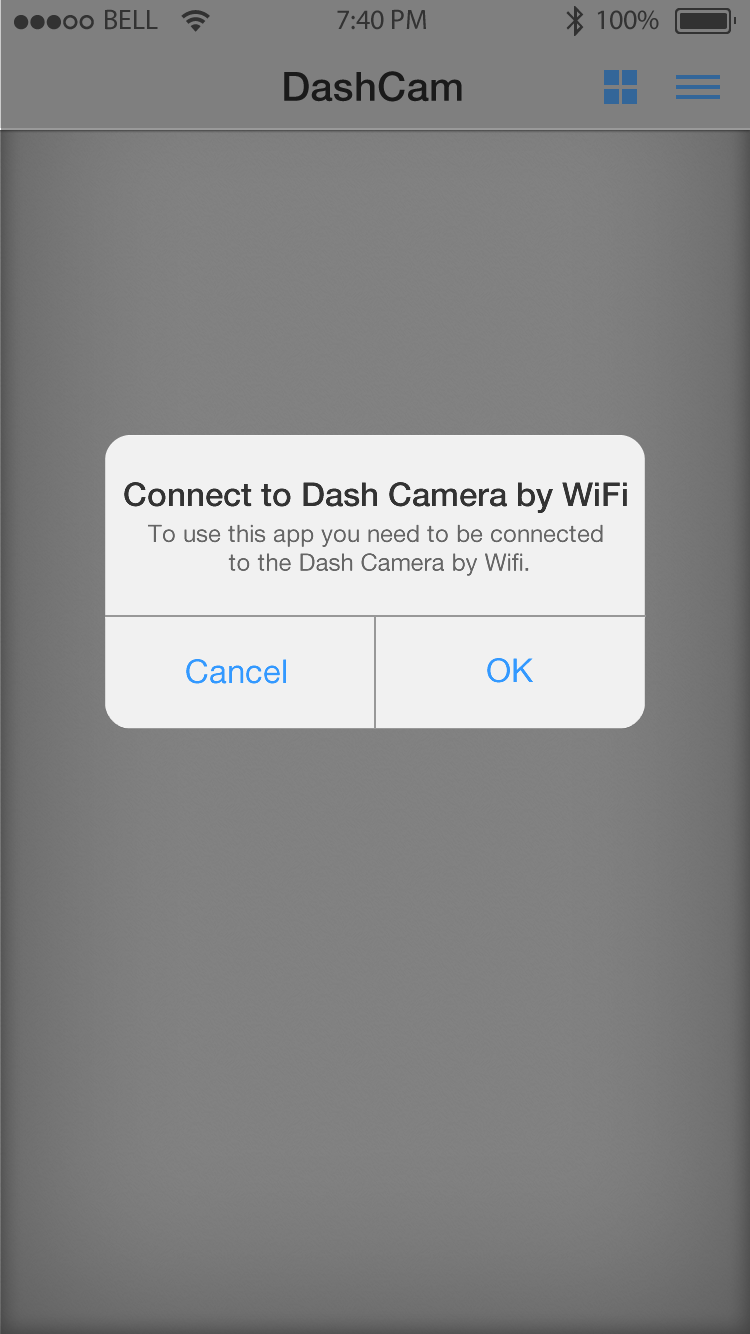 BELL 7:40 PM 100%
DashCam
Connect to Dash Camera by WiFi
To use this app you need to be connected
to the Dash Camera by Wifi.
Cancel OK